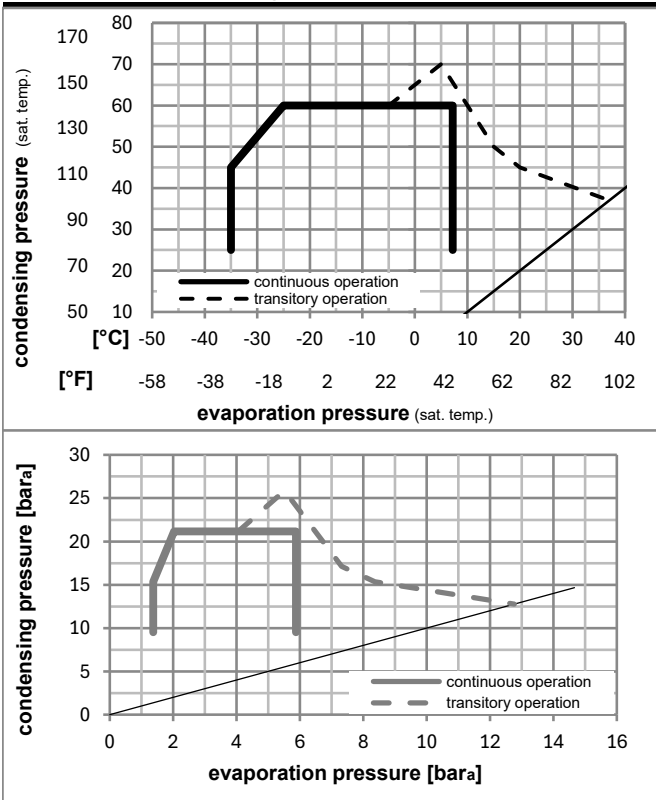 condensing pressure (sat. temp.)
170
150
130
110
90
70
50
80
70
60
50
40
30
20
10
continuous operation
transitory operation
[°C] -50 -40 -30 -20 -10 0 10 20 30 40
[°F] -58 -38 -18 2 22 42 62 82 102
evaporation pressure (sat. temp.)
condensing pressure [bara]
30
25
20
15
10
5
0
continuous operation
transitory operation
0 2 4 6 8 10 12 14 16
evaporation pressure [bara]